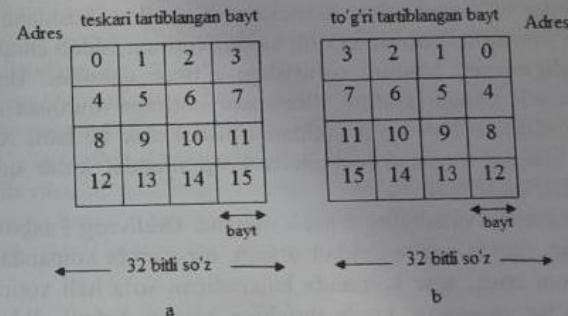 teskari tartiblangan bayt to'g'ri tartiblangan bayt
Adres Adres
0 1 2 3 3 2 1 0
4 5 6 7 7 6 5 4
8 9 10 11 11 10 9 8
12 13 14 15 15 14 13 12
bayt bayt
32 bitli so'z 32 bitli so'z
a b